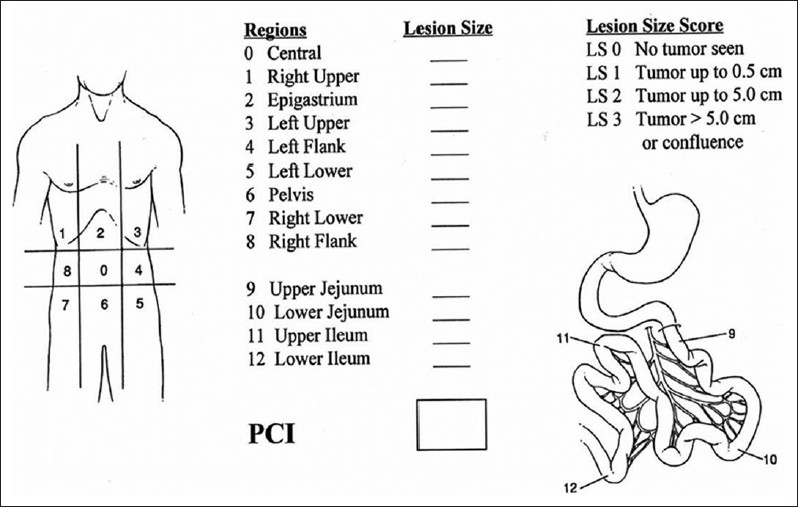 Regions Lesion Size
0 Central
1 Right Upper
2 Epigastrium
3 Left Upper
4 Left Flank
5 Left Lower
6 Pelvis
7 Right Lower
8 Right Flank
9 Upper Jejunum
10 Lower Jejunum
11 Upper Ileum
12 Lower Ileum
PCI
Lesion Size Score
LS 0 No tumor seen
LS 1 Tumor up to 0.5 cm
LS 2 Tumor up to 5.0 cm
LS 3 Tumor > 5.0 cm
or confluence
1 2 3
8 0 4
7 6 5
11 9
10
12